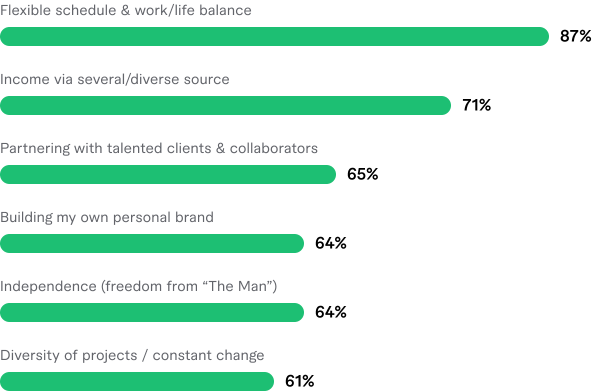 Flexible schedule & work/life balance
87%
Income via several/diverse source
71%
Partnering with talented clients & collaborators
65%
Building my own personal brand
64%
Independence (freedom from “The Man”)
64%
Diversity of projects / constant change
61%